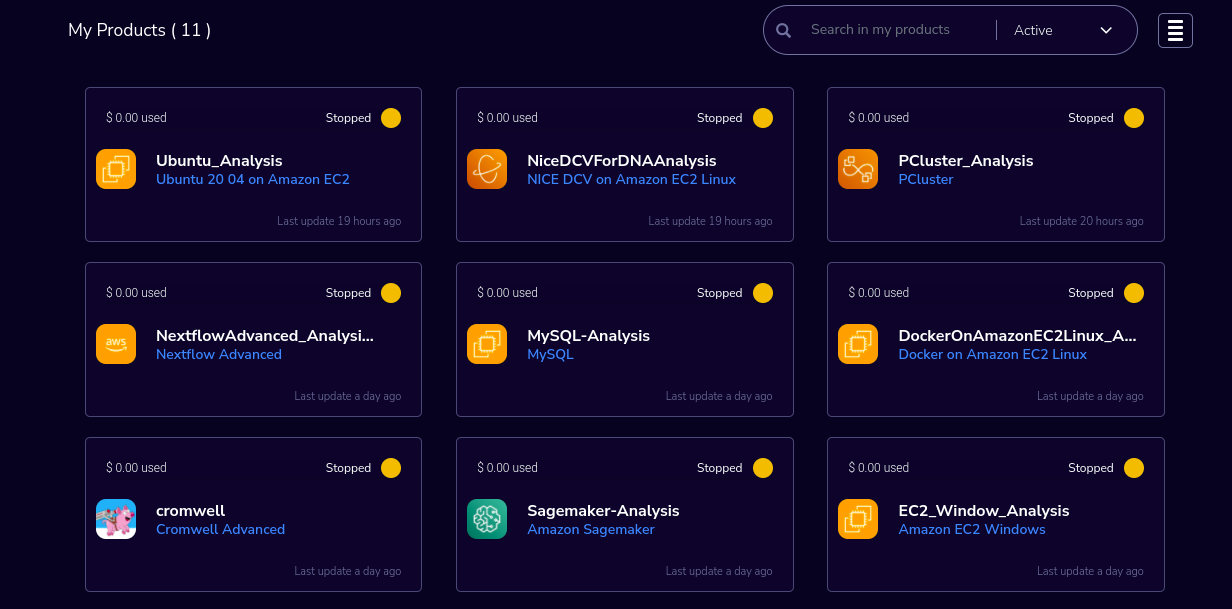 My Products ( 11 )
Search in my products
Active
$ 0.00 used
Stopped
Ubuntu_Analysis
Ubuntu 20 04 on Amazon EC2
Last update 19 hours ago
$ 0.00 used
Stopped
NiceDCVForDNAAnalysis
NICE DCV on Amazon EC2 Linux
Last update 19 hours ago
$ 0.00 used
Stopped
PCluster_Analysis
PCluster
Last update 20 hours ago
$ 0.00 used
Stopped
aws
NextflowAdvanced_Analysi...
Nextflow Advanced
Last update a day ago
$ 0.00 used
Stopped
MySQL-Analysis
MySQL
Last update a day ago
$ 0.00 used
Stopped
DockerOnAmazonEC2Linux_A...
Docker on Amazon EC2 Linux
Last update a day ago
$ 0.00 used
Stopped
cromwell
Cromwell Advanced
Last update a day ago
$ 0.00 used
Stopped
Sagemaker-Analysis
Amazon Sagemaker
Last update a day ago
$ 0.00 used
Stopped
EC2_Window_Analysis
Amazon EC2 Windows
Last update a day ago